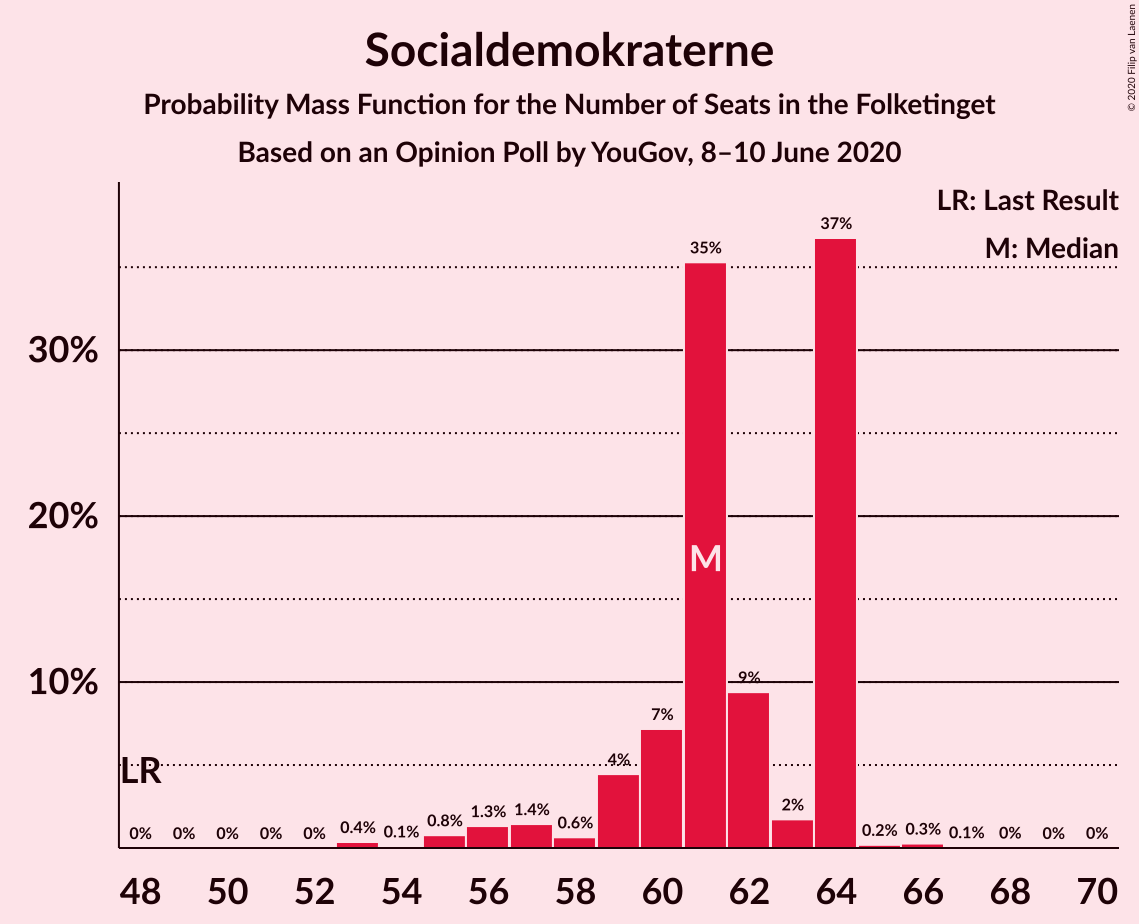 Socialdemokraterne
Probability Mass Function for the Number of Seats in the Folketinget
Based on an Opinion Poll by YouGov, 8–10 June 2020
© 2020 Filip van Laenen
LR: Last Result
M: Median
30%
20%
10%
LR
M
0%
0%
0%
0%
0%
0.4%
0.1%
0.8%
1.3%
1.4%
0.6%
4%
7%
35%
9%
2%
37%
0.2%
0.3%
0.1%
0%
0%
0%
48 50 52 54 56 58 60 62 64 66 68 70